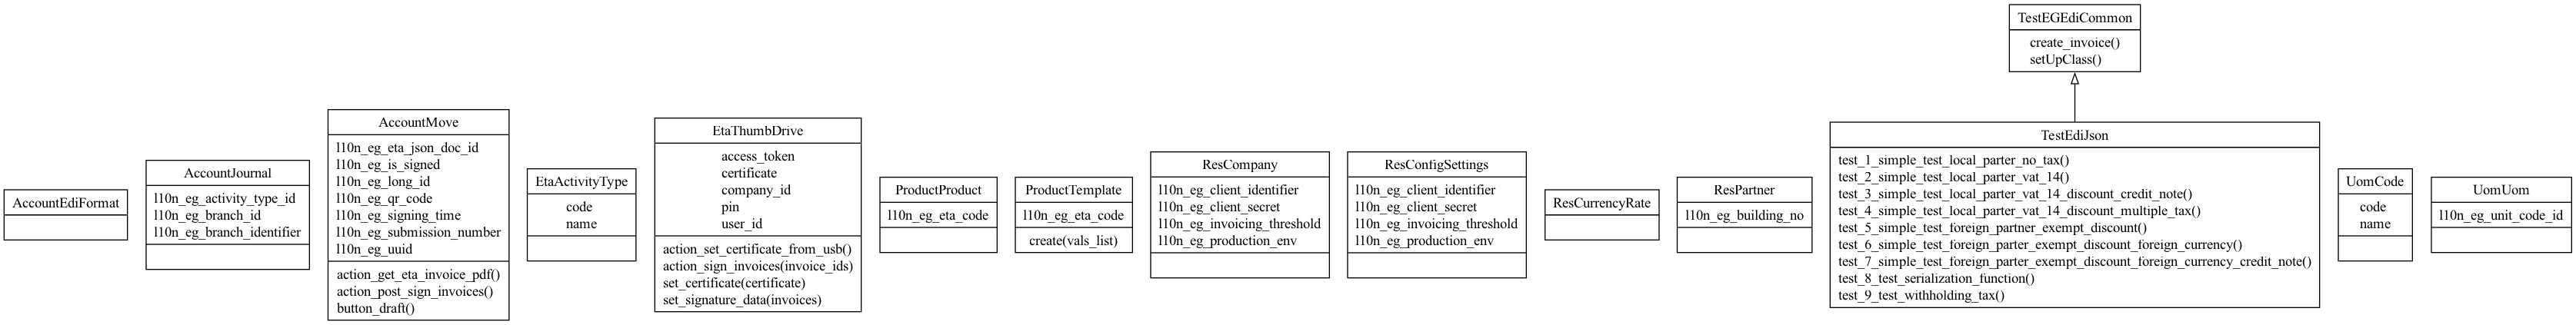 AccountEdiFormat
AccountJournal
l10n_eg_activity_type_id
l10n_eg_branch_id
l10n_eg_branch_identifier
AccountMove
l10n_eg_eta_json_doc_id
l10n_eg_is_signed
l10n_eg_long_id
l10n_eg_qr_code
l10n_eg_signing_time
l10n_eg_submission_number
l10n_eg_uuid
action_get_eta_invoice_pdf()
action_post_sign_invoices()
button_draft()
EtaActivityType
code
name
EtaThumbDrive
access_token
certificate
company_id
pin
user_id
action_set_certificate_from_usb()
action_sign_invoices(invoice_ids)
set_certificate(certificate)
set_signature_data(invoices)
ProductProduct
l10n_eg_eta_code
ProductTemplate
l10n_eg_eta_code
create(vals_list)
ResCompany
l10n_eg_client_identifier
l10n_eg_client_secret
l10n_eg_invoicing_threshold
l10n_eg_production_env
ResConfigSettings
l10n_eg_client_identifier
l10n_eg_client_secret
l10n_eg_invoicing_threshold
l10n_eg_production_env
ResCurrencyRate
ResPartner
l10n_eg_building_no
TestEGEdiCommon
create_invoice()
setUpClass()
TestEdiJson
test_1_simple_test_local_parter_no_tax()
test_2_simple_test_local_parter_vat_14()
test_3_simple_test_local_parter_vat_14_discount_credit_note()
test_4_simple_test_local_parter_vat_14_discount_multiple_tax()
test_5_simple_test_foreign_partner_exempt_discount()
test_6_simple_test_foreign_parter_exempt_discount_foreign_currency()
test_7_simple_test_foreign_parter_exempt_discount_foreign_currency_credit_note()
test_8_test_serialization_function()
test_9_test_withholding_tax()
UomCode
code
name
UomUom
l10n_eg_unit_code_id